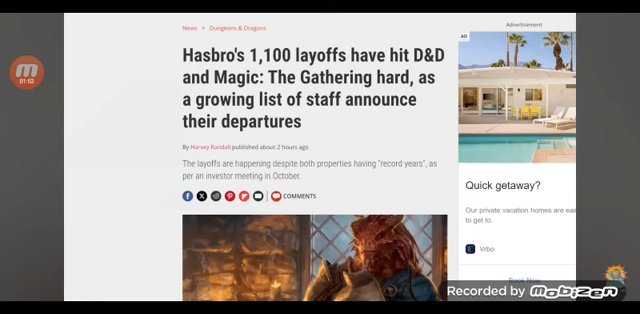 Advertisement
News > Dungeons & Dragons
AD
Hasbro's 1,100 layoffs have hit D&D
and Magic: The Gathering hard, as
a growing list of staff announce
their departures
01:52
By Harvey Randall published about 2 hours ago
The layoffs are happening despite both properties having "record years", as
per an investor meeting in October.
COMMENTS
Quick getaway?
Our private vacation homes are eas
to get to.
Vrbo
Book Now
Recorded by mobizen